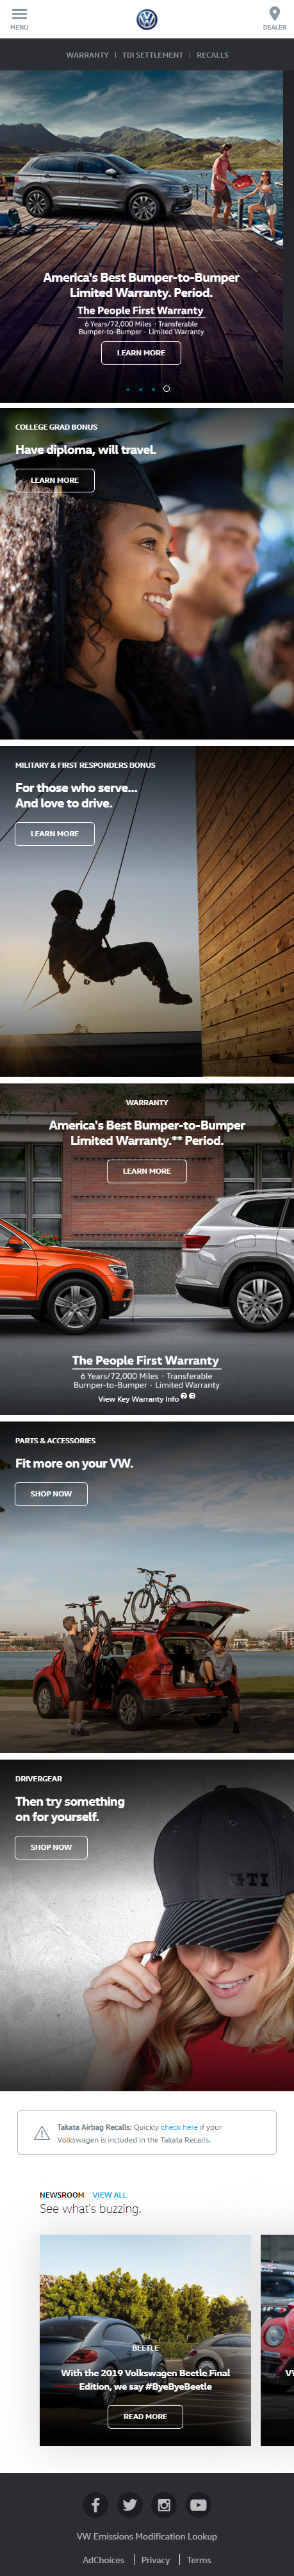 MENU
DEALER
WARRANTY | TDI SETTLEMENT | RECALLS
America's Best Bumper-to-Bumper
Limited Warranty. Period.
The People First Warranty
6 Years/72,000 Miles · Transferable
Bumper-to-Bumper · Limited Warranty
LEARN MORE
COLLEGE GRAD BONUS
Have diploma, will travel.
LEARN MORE
MILITARY & FIRST RESPONDERS BONUS
For those who serve...
And love to drive.
LEARN MORE
WARRANTY
America's Best Bumper-to-Bumper
Limited Warranty.** Period.
LEARN MORE
The People First Warranty
6 Years/72,000 Miles · Transferable
Bumper-to-Bumper · Limited Warranty
View Key Warranty Info 2 3
PARTS & ACCESSORIES
Fit more on your VW.
SHOP NOW
DRIVERGEAR
Then try something
on for yourself.
SHOP NOW
GTI
Takata Airbag Recalls: Quickly check here if your
Volkswagen is included in the Takata Recalls.
NEWSROOM VIEW ALL
See what's buzzing.
BEETLE
With the 2019 Volkswagen Beetle Final
Edition, we say #ByeByeBeetle
READ MORE
VW Emissions Modification Lookup
AdChoices | Privacy | Terms